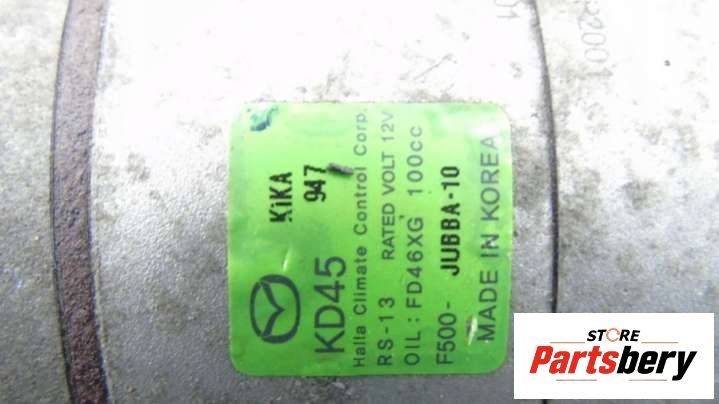 KiKA
947
KD45
Halla Climate Control Corp.
RS-13 RATED VOLT 12V
OIL : FD46XG 100cc
F500- JUBBA-10
MADE IN KOREA
STORE
Partsbery